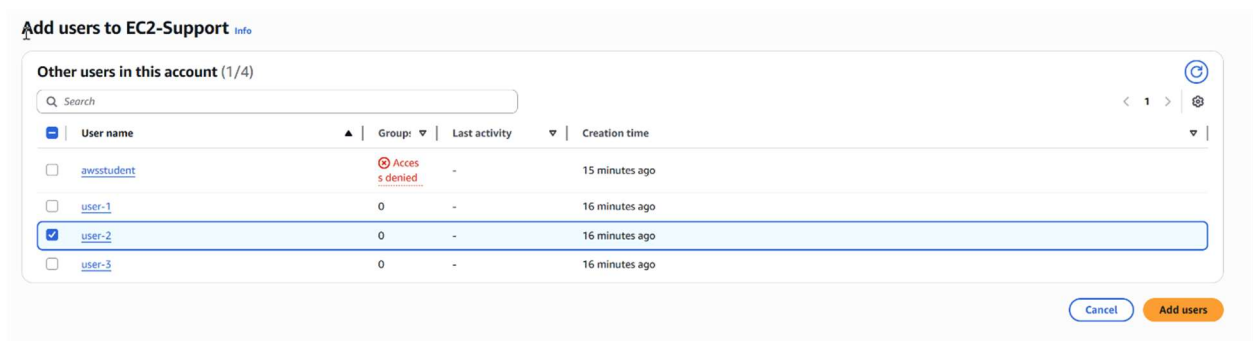 Add users to EC2-Support Info
Other users in this account (1/4)
Search
1
User name Groups Last activity Creation time
awsstudent Acces
s denied - 15 minutes ago
user-1 0 - 16 minutes ago
user-2 0 - 16 minutes ago
user-3 0 - 16 minutes ago
Cancel Add users